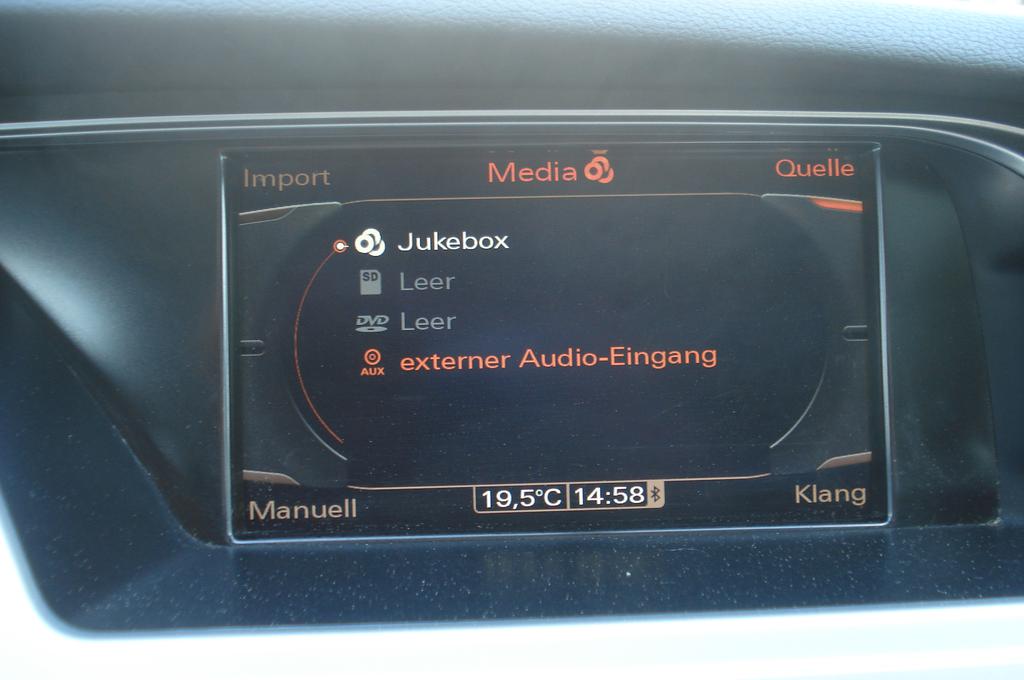 Import Media Quelle
Jukebox
SD Leer
DVD Leer
AUX externer Audio-Eingang
Manuell 19,5°C 14:58 Klang